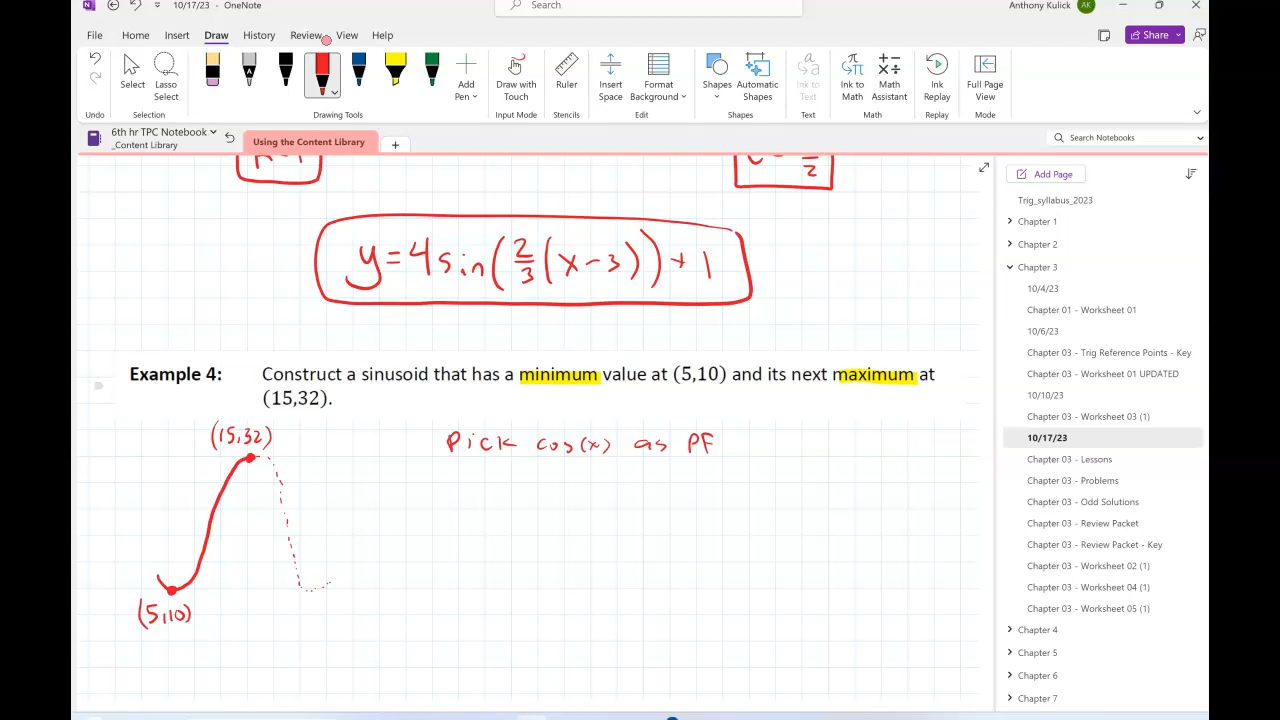 10/17/23 - OneNote
Search
Anthony Kulick
AK
File Home Insert Draw History Review View Help
Share
Undo
Select
Lasso Select
Add Pen
Draw with Touch
Ruler
Insert Space
Format Background
Shapes
Automatic Shapes
Ink to Text
Ink to Math
Math Assistant
Ink Replay
Full Page View
Undo Selection Drawing Tools Input Mode Stencils Edit Shapes Text Math Replay Mode
6th hr TPC Notebook
_Content Library
Using the Content Library
Search Notebooks
2
y = 4 sin(2/3(x-3)) + 1
Example 4: Construct a sinusoid that has a minimum value at (5,10) and its next maximum at
(15,32).
(15,32)
Pick cos(x) as PF
(5,10)
Add Page
Trig_syllabus_2023
Chapter 1
Chapter 2
Chapter 3
10/4/23
Chapter 01 - Worksheet 01
10/6/23
Chapter 03 - Trig Reference Points - Key
Chapter 03 - Worksheet 01 UPDATED
10/10/23
Chapter 03 - Worksheet 03 (1)
10/17/23
Chapter 03 - Lessons
Chapter 03 - Problems
Chapter 03 - Odd Solutions
Chapter 03 - Review Packet
Chapter 03 - Review Packet - Key
Chapter 03 - Worksheet 02 (1)
Chapter 03 - Worksheet 04 (1)
Chapter 03 - Worksheet 05 (1)
Chapter 4
Chapter 5
Chapter 6
Chapter 7